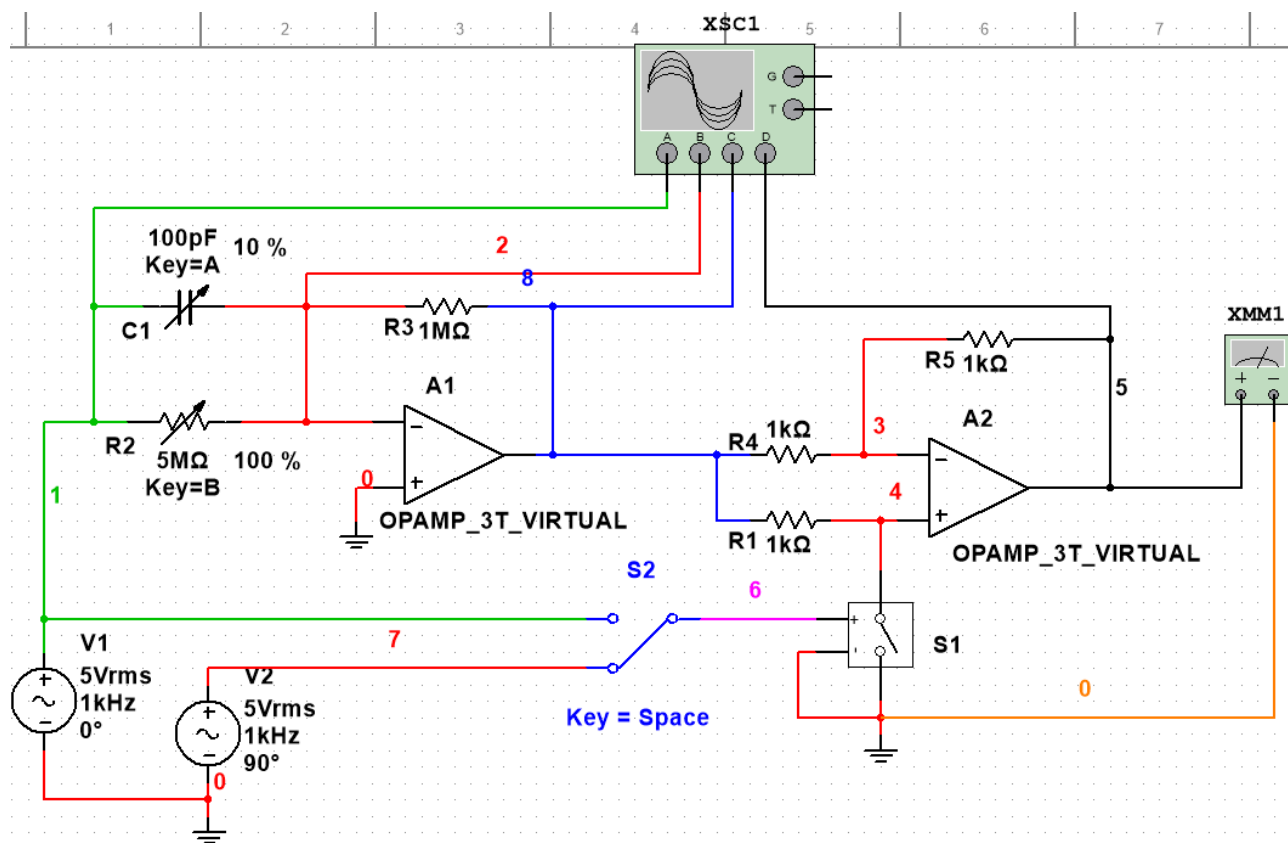 XSC1
1 2 3 4 5 6 7
G
T
A B C D
100pF 10 %
Key=A
2
8
C1
R3 1MΩ
XMM1
+ −
R5 1kΩ
A1
5
A2
R2
5MΩ 100 %
Key=B
1kΩ
R4
3
0
1
4
OPAMP_3T_VIRTUAL
R1 1kΩ
OPAMP_3T_VIRTUAL
S2
6
7
V1
5Vrms
1kHz
0°
V2
5Vrms
1kHz
90°
0
Key = Space
S1
0